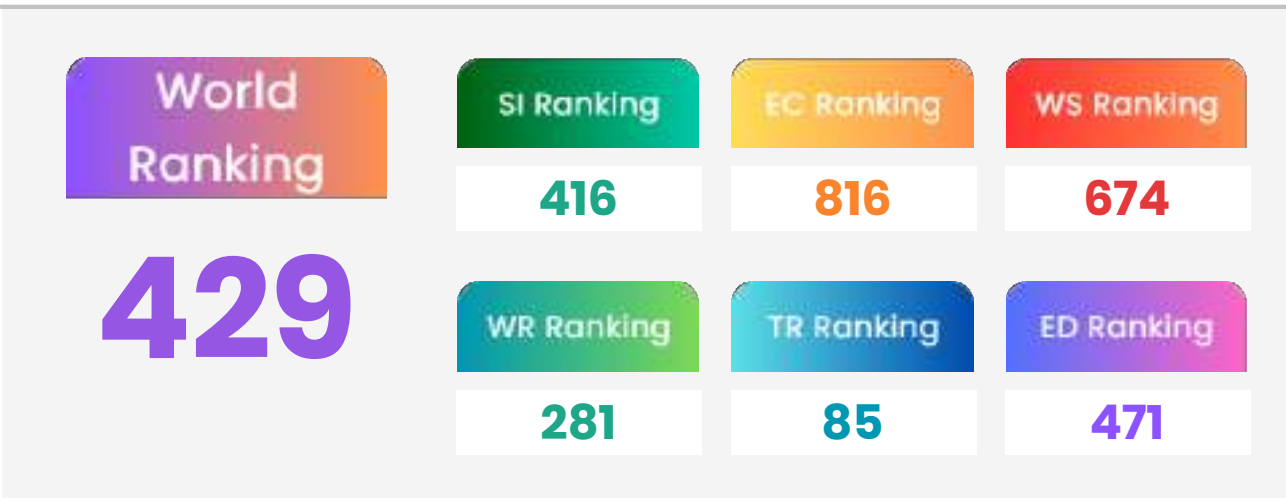 World
Ranking
429
SI Ranking
EC Ranking
WS Ranking
416
816
674
WR Ranking
TR Ranking
ED Ranking
281
85
471